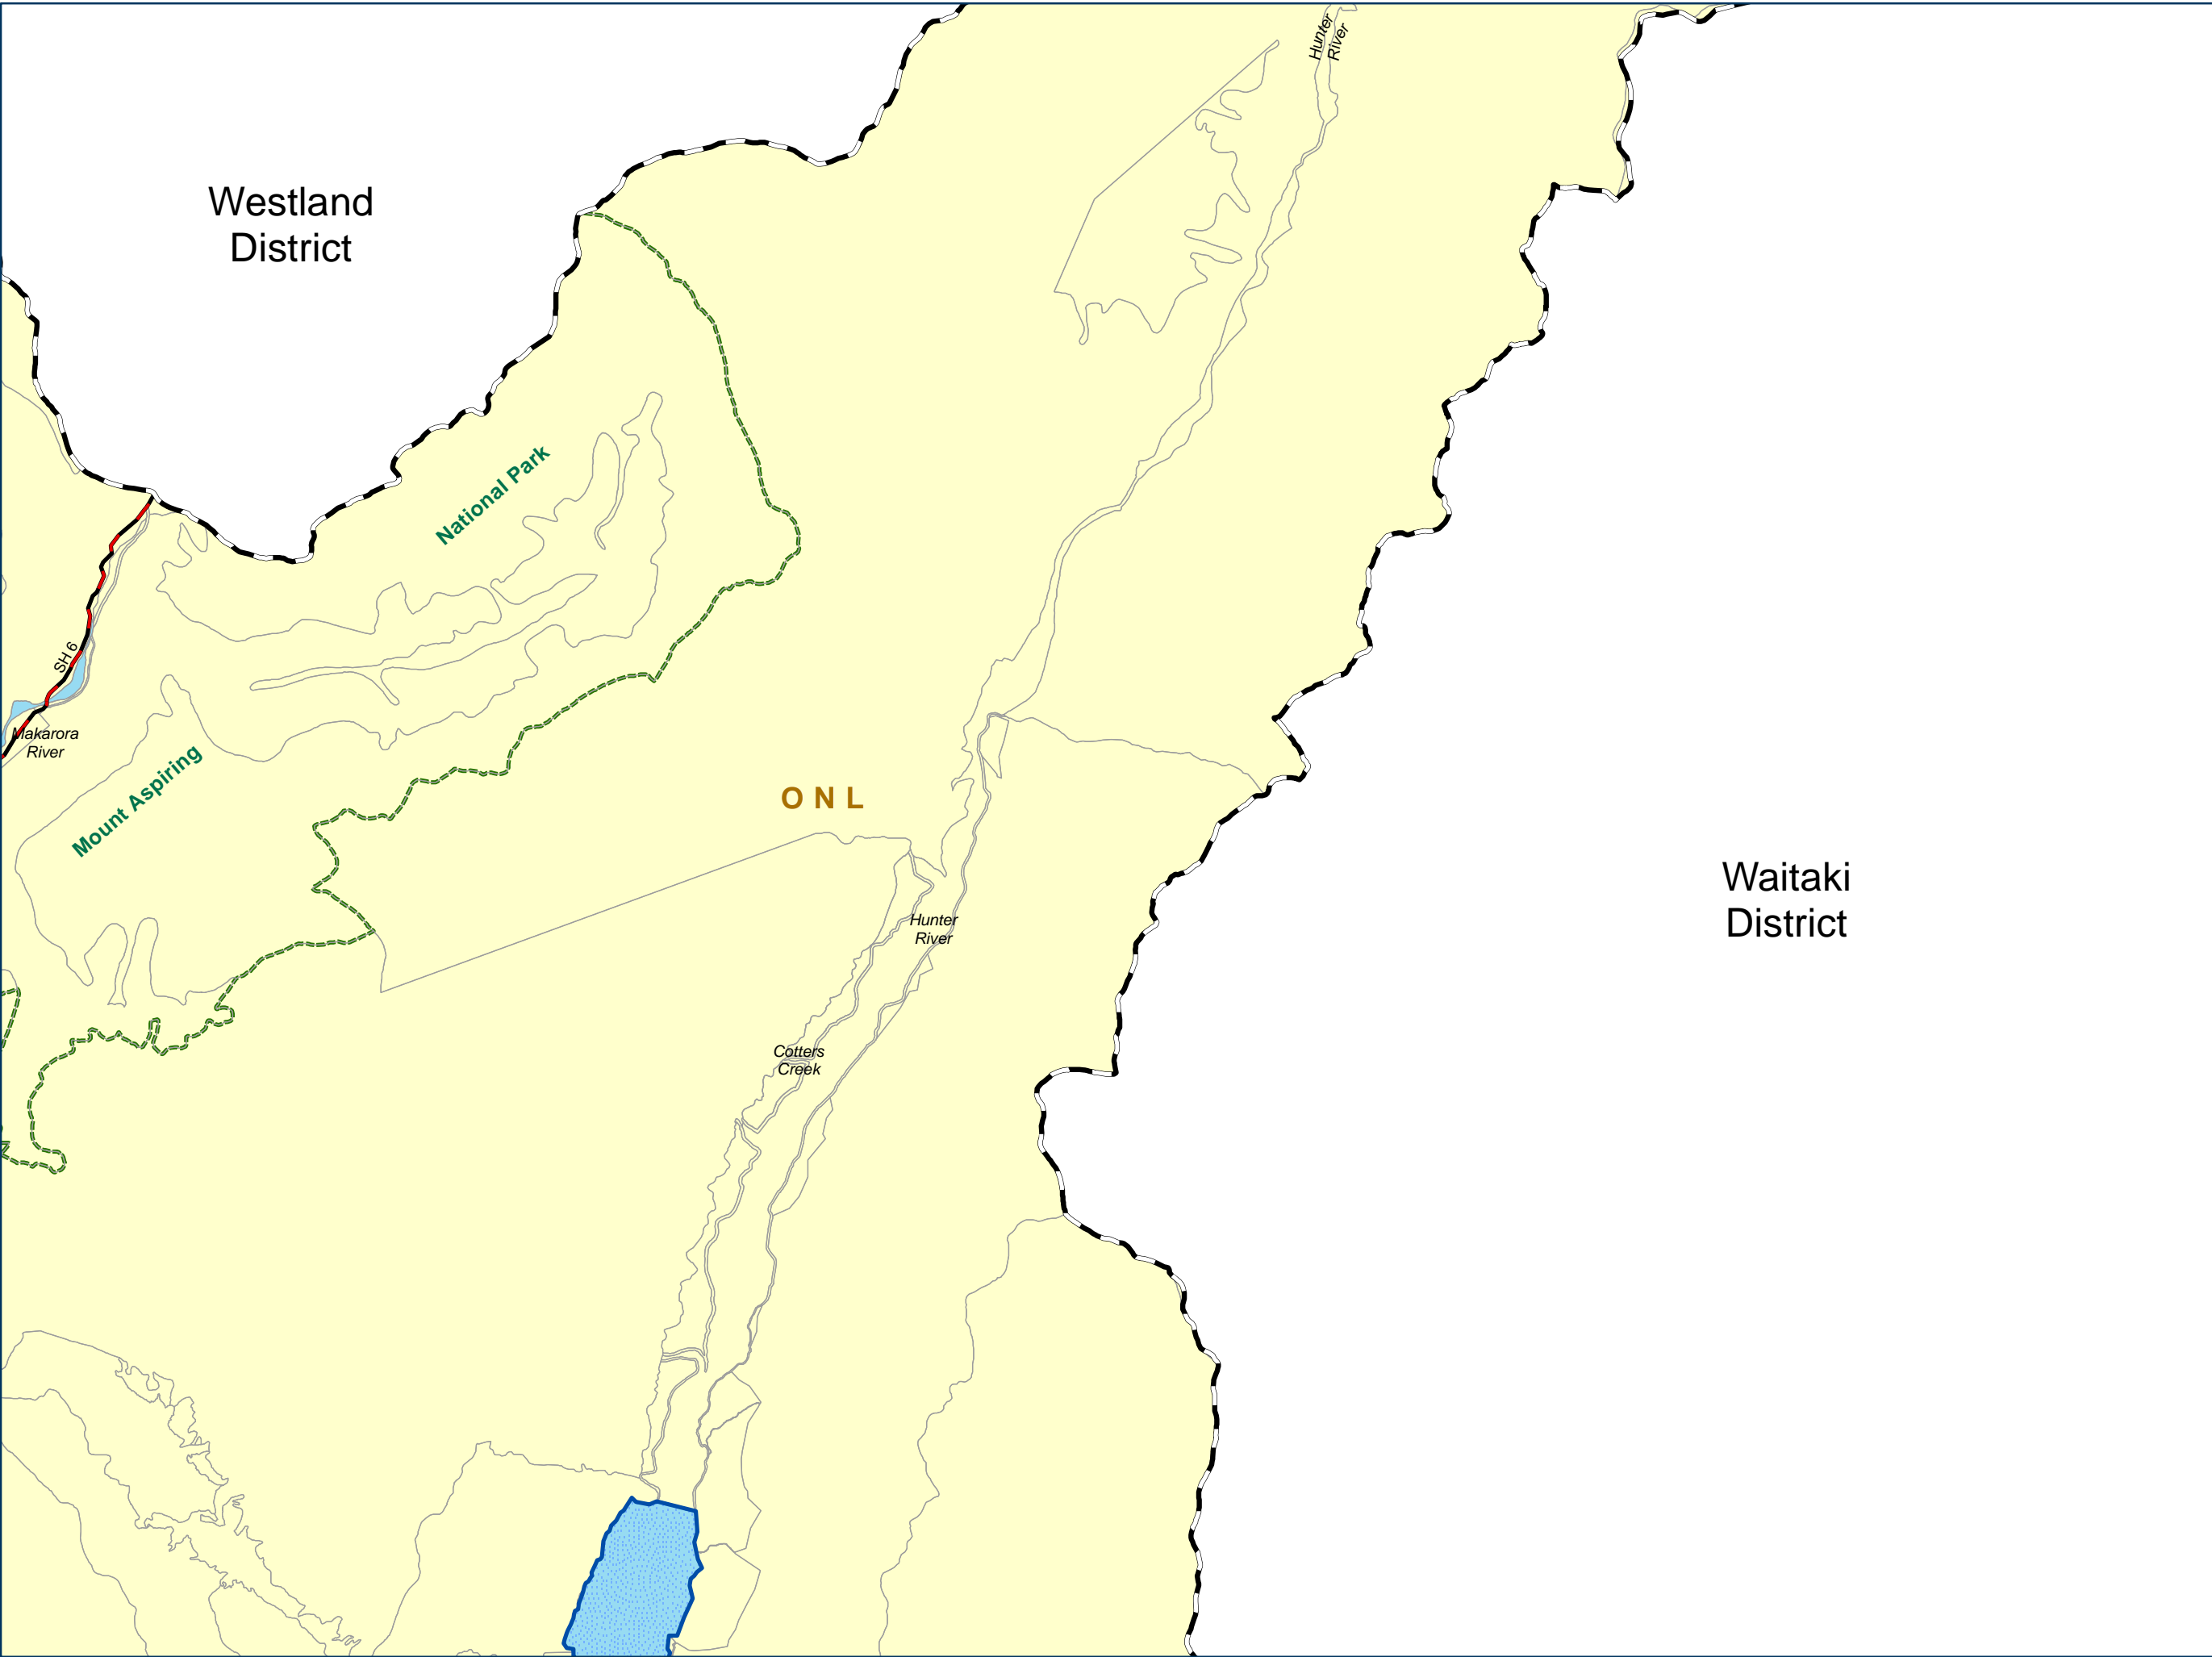 Hunter
River
Westland
District
National Park
SH 6
Makarora
River
Mount Aspiring
O N L
Waitaki
District
Hunter
River
Cotters
Creek